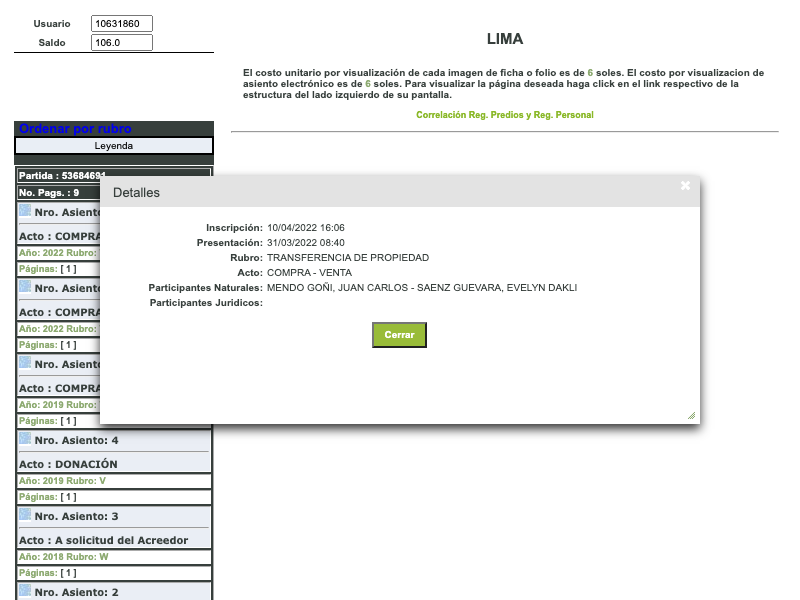 Usuario 10631860
Saldo 106.0
LIMA
El costo unitario por visualización de cada imagen de ficha o folio es de 6 soles. El costo por visualizacion de
asiento electrónico es de 6 soles. Para visualizar la página deseada haga click en el link respectivo de la
estructura del lado izquierdo de su pantalla.
Correlación Reg. Predios y Reg. Personal
Ordenar por rubro
Leyenda
Partida : 53684691
No. Pags. : 9
Nro. Asiento
Acto : COMPRA
Año: 2022 Rubro:
Páginas: [ 1 ]
Nro. Asiento
Acto : COMPRA
Año: 2022 Rubro:
Páginas: [ 1 ]
Nro. Asiento
Acto : COMPRA
Año: 2019 Rubro:
Páginas: [ 1 ]
Nro. Asiento: 4
Acto : DONACIÓN
Año: 2019 Rubro: V
Páginas: [ 1 ]
Nro. Asiento: 3
Acto : A solicitud del Acreedor
Año: 2018 Rubro: W
Páginas: [ 1 ]
Nro. Asiento: 2
Detalles
Inscripción: 10/04/2022 16:06
Presentación: 31/03/2022 08:40
Rubro: TRANSFERENCIA DE PROPIEDAD
Acto: COMPRA - VENTA
Participantes Naturales: MENDO GOÑI, JUAN CARLOS - SAENZ GUEVARA, EVELYN DAKLI
Participantes Juridicos:
Cerrar